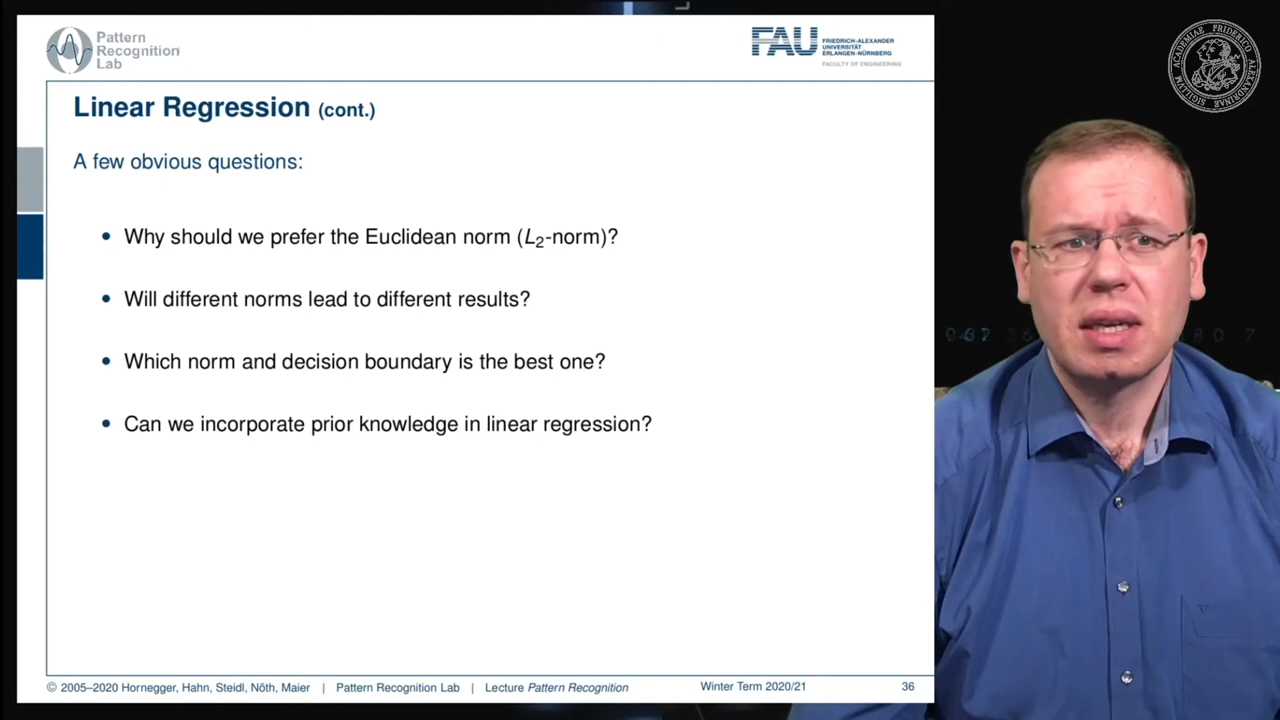 Pattern
Recognition
Lab
FAU
FRIEDRICH-ALEXANDER
UNIVERSITÄT
ERLANGEN-NÜRNBERG
FACULTY OF ENGINEERING
Linear Regression (cont.)
A few obvious questions:
• Why should we prefer the Euclidean norm (L₂-norm)?
• Will different norms lead to different results?
• Which norm and decision boundary is the best one?
• Can we incorporate prior knowledge in linear regression?
© 2005–2020 Hornegger, Hahn, Steidl, Nöth, Maier | Pattern Recognition Lab | Lecture Pattern Recognition Winter Term 2020/21 36